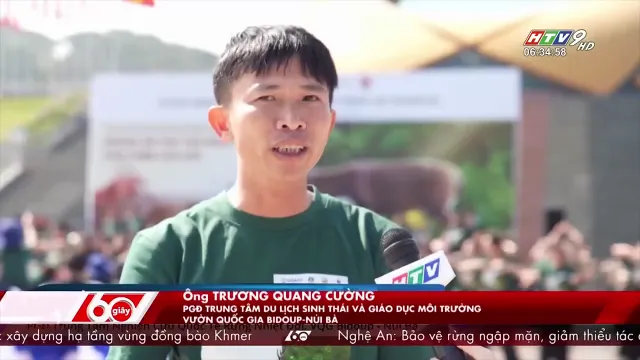 HTV9 HD
06:34:58
HTV
60 giây
Ông TRƯƠNG QUANG CƯỜNG
PGĐ TRUNG TÂM DU LỊCH SINH THÁI VÀ GIÁO DỤC MÔI TRƯỜNG
VƯỜN QUỐC GIA BIDOUP-NÚI BÀ
c xây dựng hạ tầng vùng đồng bào Khmer
Nghệ An: Bảo vệ rừng ngập mặn, giảm thiểu tác